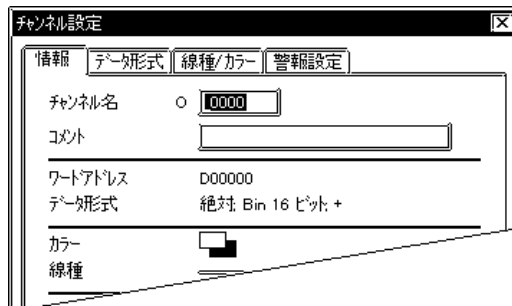 チャンネル設定
情報 データ形式 線種/カラー 警報設定
チャンネル名 0000
コメント
ワードアドレス D00000
データ形式 絶対; Bin 16 ビット; +
カラー
線種